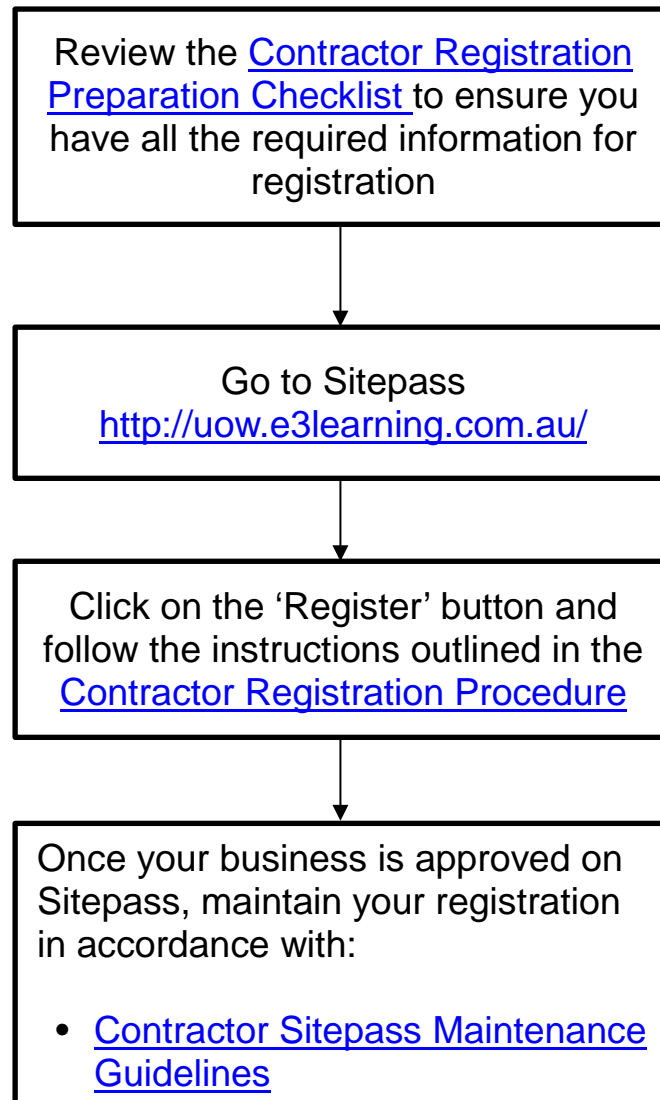 Review the Contractor Registration
Preparation Checklist to ensure you
have all the required information for
registration
Go to Sitepass
http://uow.e3learning.com.au/
Click on the ‘Register’ button and
follow the instructions outlined in the
Contractor Registration Procedure
Once your business is approved on
Sitepass, maintain your registration
in accordance with:
• Contractor Sitepass Maintenance
Guidelines